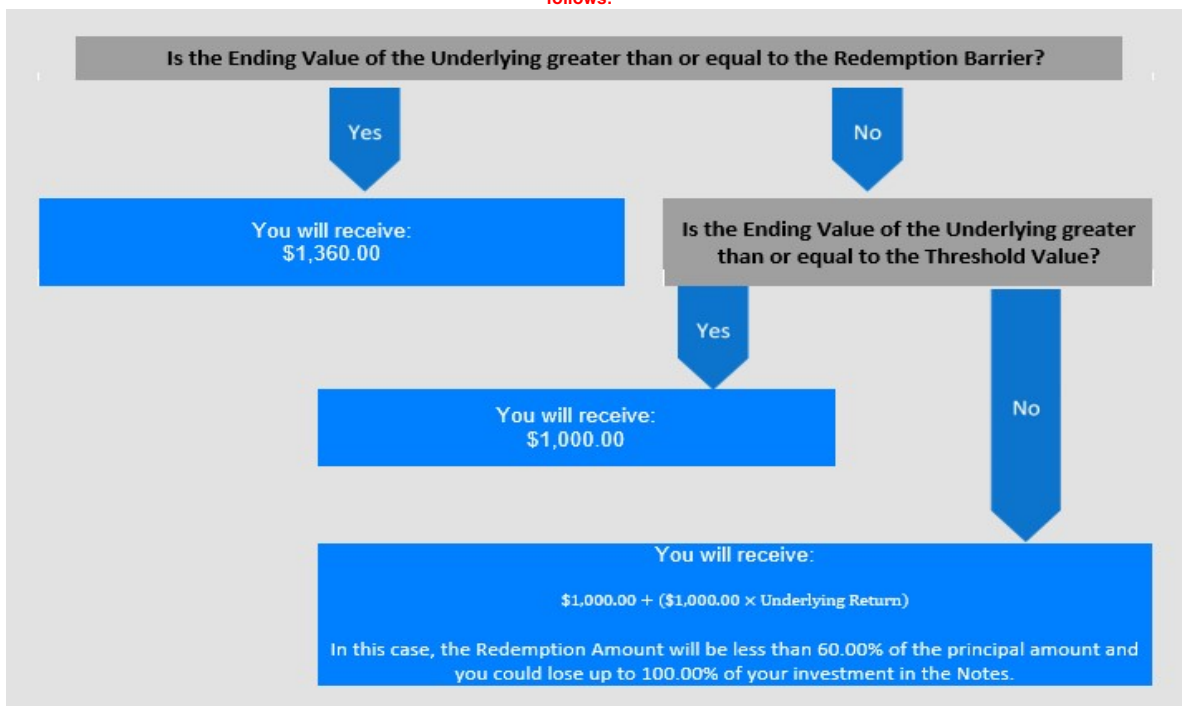 follows:
Is the Ending Value of the Underlying greater than or equal to the Redemption Barrier?
Yes
No
You will receive:
$1,360.00
Is the Ending Value of the Underlying greater
than or equal to the Threshold Value?
Yes
No
You will receive:
$1,000.00
You will receive:
$1,000.00 + ($1,000.00 × Underlying Return)
In this case, the Redemption Amount will be less than 60.00% of the principal amount and
you could lose up to 100.00% of your investment in the Notes.